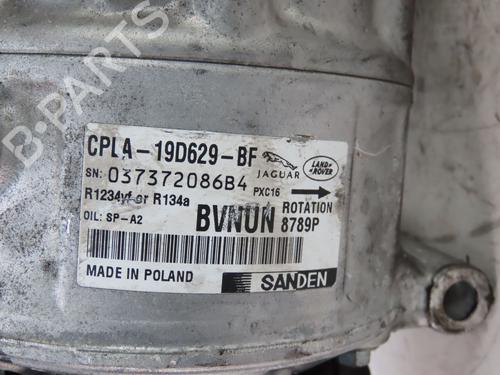 B-PARTS
CPLA-19D629-BF
SN: 037372086B4
JAGUAR
LAND ROVER
R1234yf or R134a
PXC16
OIL: SP-A2
BVNUN
ROTATION
8789P
MADE IN POLAND
SANDEN